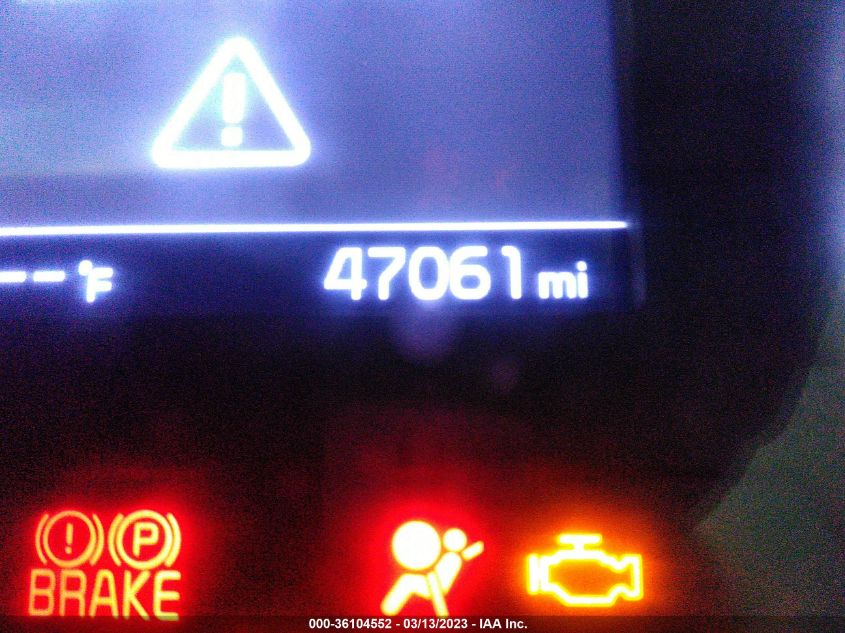 !
-- °F 47061 mi
! P
BRAKE
000-36104552 - 03/13/2023 - IAA Inc.